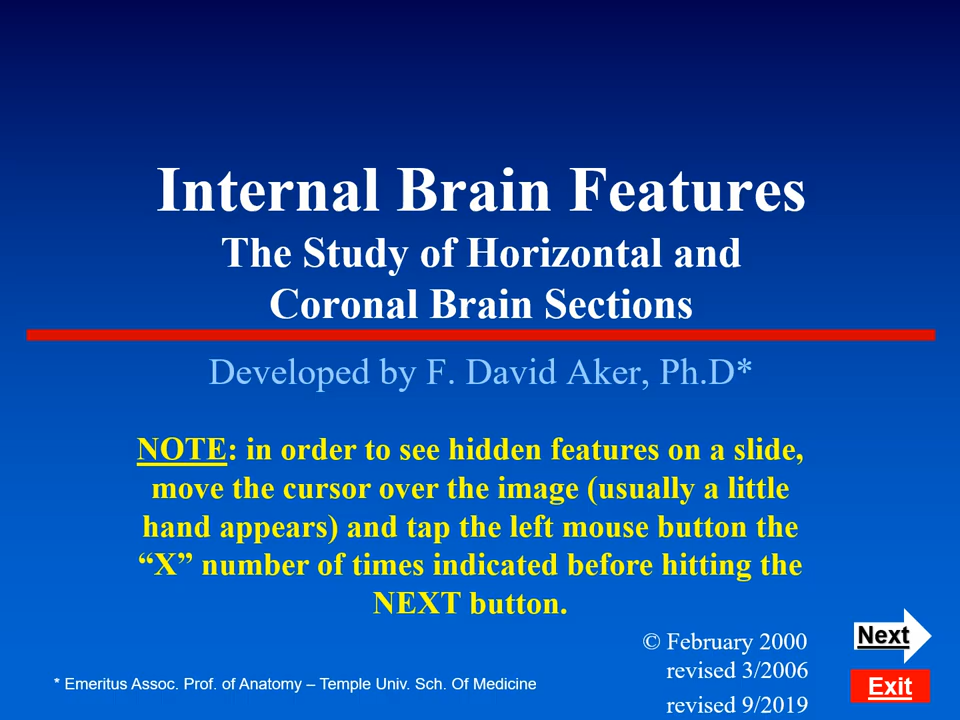 Internal Brain Features
The Study of Horizontal and
Coronal Brain Sections
Developed by F. David Aker, Ph.D*
NOTE: in order to see hidden features on a slide,
move the cursor over the image (usually a little
hand appears) and tap the left mouse button the
“X” number of times indicated before hitting the
NEXT button.
© February 2000
revised 3/2006
revised 9/2019
Next
Exit
* Emeritus Assoc. Prof. of Anatomy – Temple Univ. Sch. Of Medicine